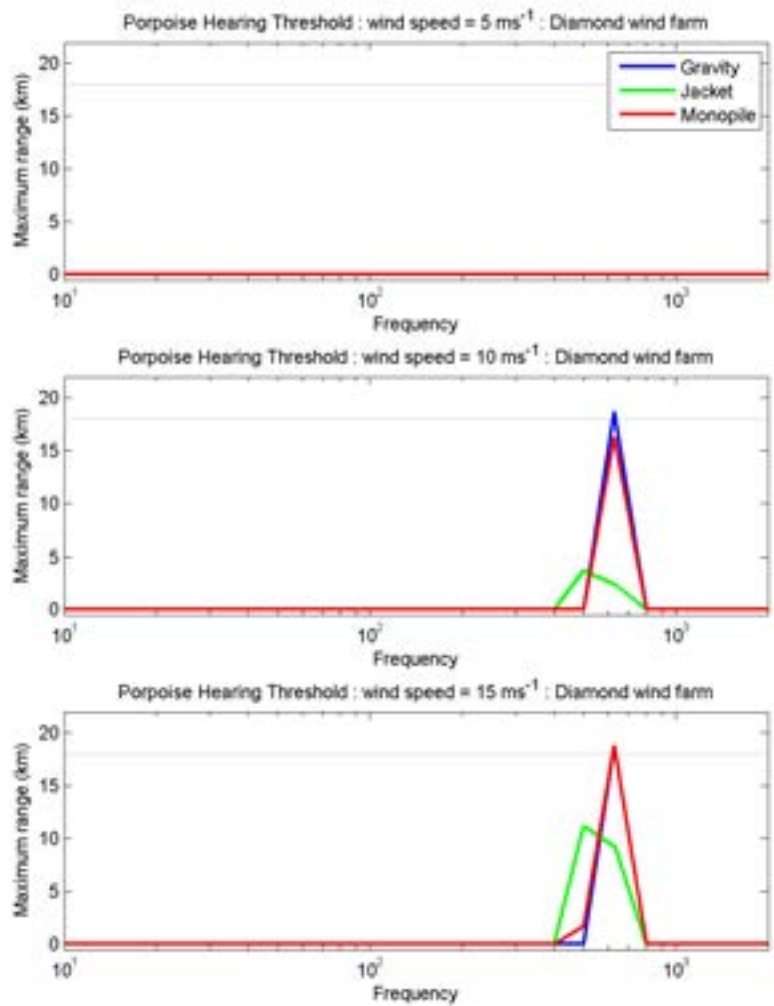 Porpoise Hearing Threshold : wind speed = 5 ms⁻¹ : Diamond wind farm
Maximum range (km)
20
15
10
5
0
Gravity
Jacket
Monopile
10¹ 10² 10³
Frequency
Porpoise Hearing Threshold : wind speed = 10 ms⁻¹ : Diamond wind farm
Maximum range (km)
20
15
10
5
0
10¹ 10² 10³
Frequency
Porpoise Hearing Threshold : wind speed = 15 ms⁻¹ : Diamond wind farm
Maximum range (km)
20
15
10
5
0
10¹ 10² 10³
Frequency